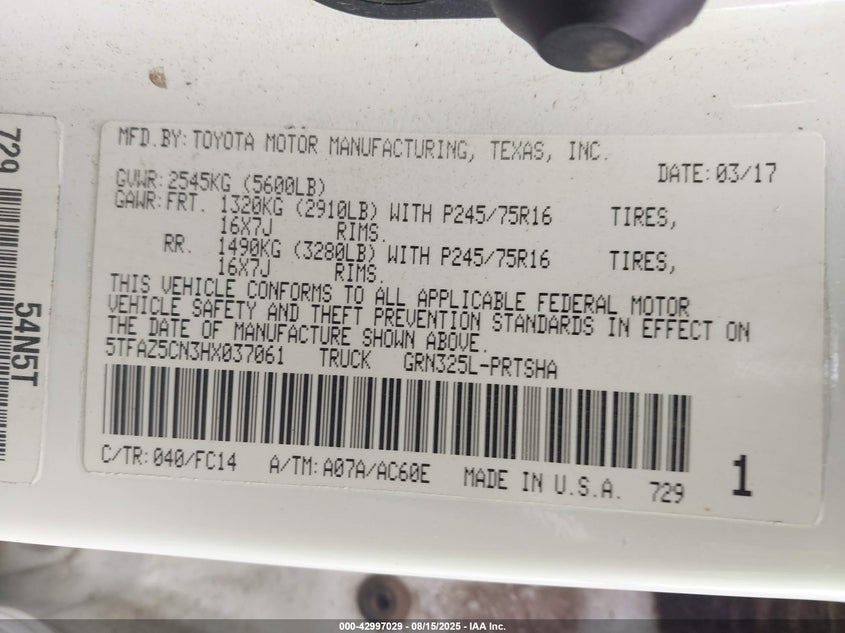 MFD.BY:TOYOTA MOTOR MANUFACTURING, TEXAS, INC.
DATE:03/17
GVWR:2545KG (5600LB)
GAWR:FRT. 1320KG (2910LB) WITH P245/75R16 TIRES,
16X7J RIMS.
RR. 1490KG (3280LB) WITH P245/75R16 TIRES,
16X7J RIMS.
THIS VEHICLE CONFORMS TO ALL APPLICABLE FEDERAL MOTOR
VEHICLE SAFETY AND THEFT PREVENTION STANDARDS IN EFFECT ON
THE DATE OF MANUFACTURE SHOWN ABOVE.
5TFAZ5CN3HX037061 TRUCK GRN325L-PRTSHA
C/TR:040/FC14 A/TM:A07A/AC60E MADE IN U.S.A. 729 1
729
54N5T
000-42997029 - 08/15/2025 - IAA Inc.